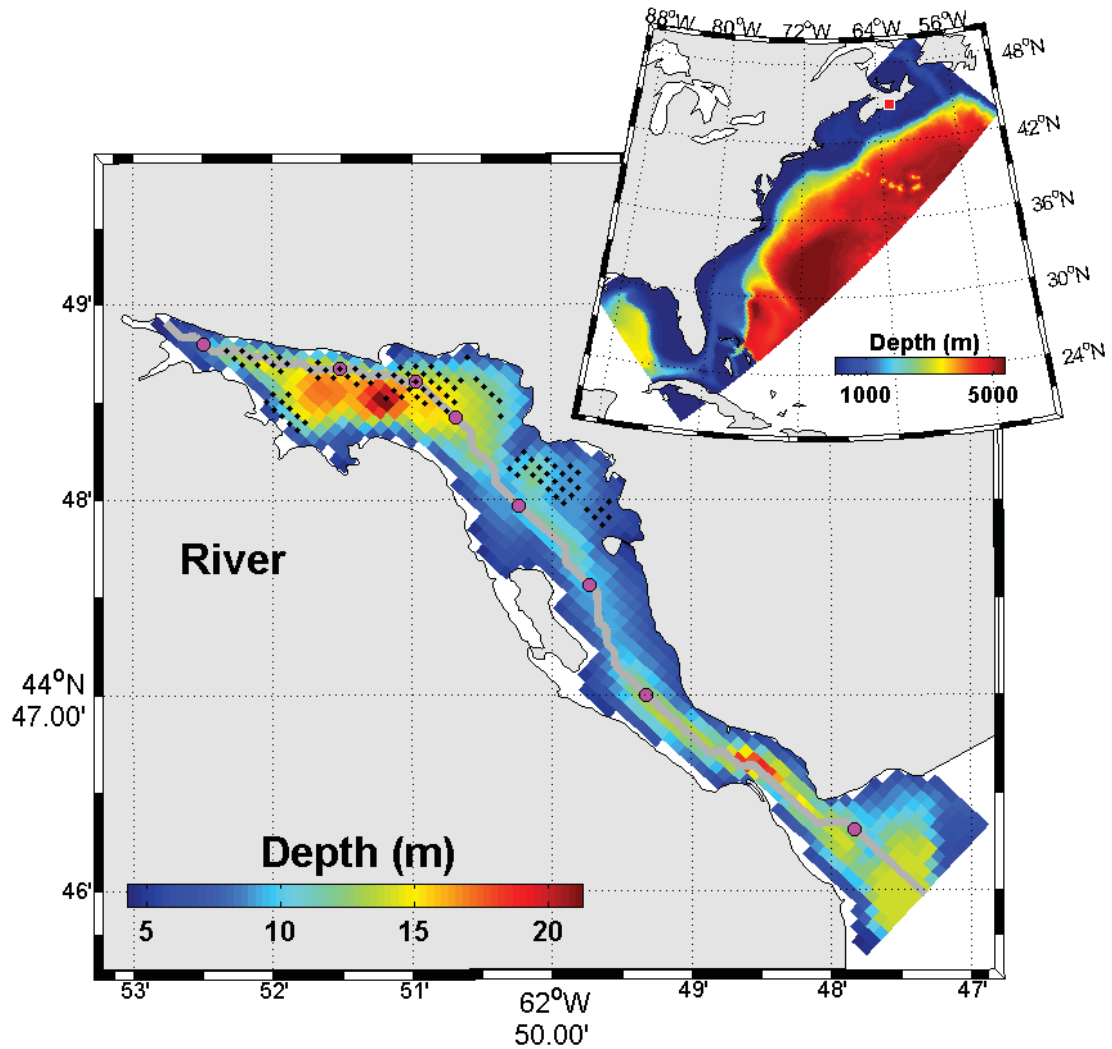 88°W 80°W 72°W 64°W 56°W
48°N
42°N
36°N
30°N
24°N
Depth (m)
1000 5000
49'
48'
River
44°N
47.00'
46'
Depth (m)
5 10 15 20
53' 52' 51' 62°W 49' 48' 47'
50.00'